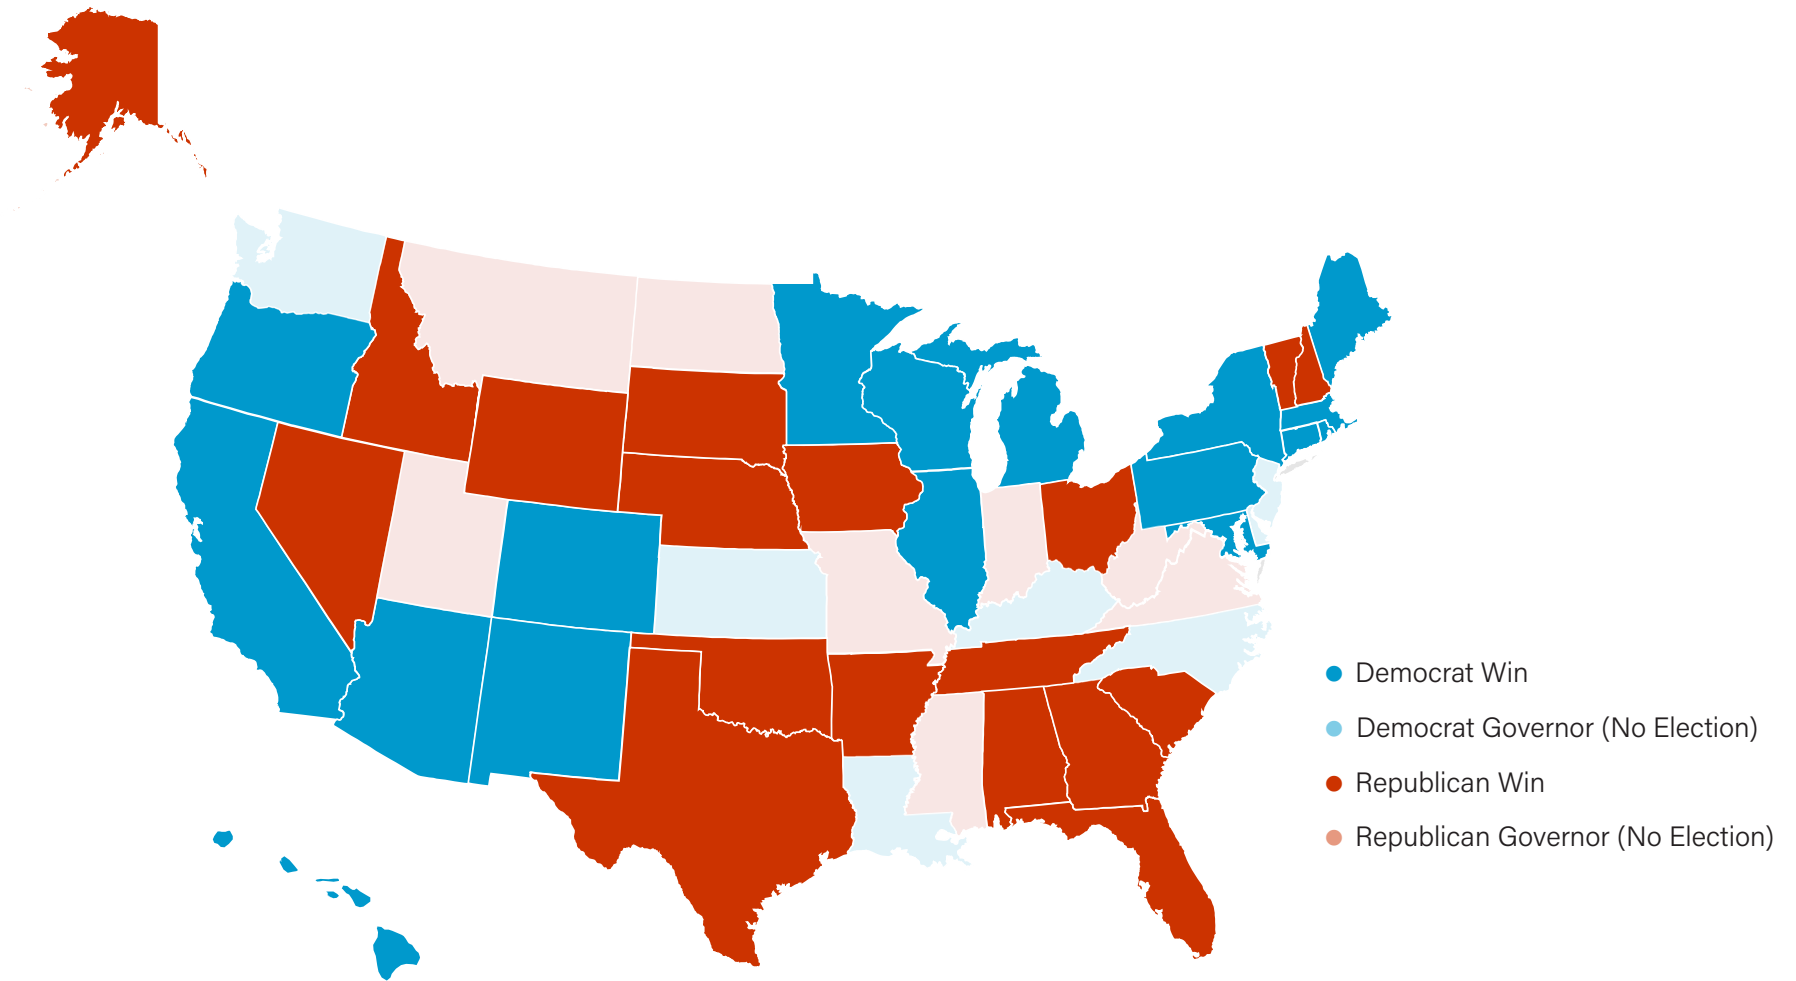 Democrat Win
Democrat Governor (No Election)
Republican Win
Republican Governor (No Election)